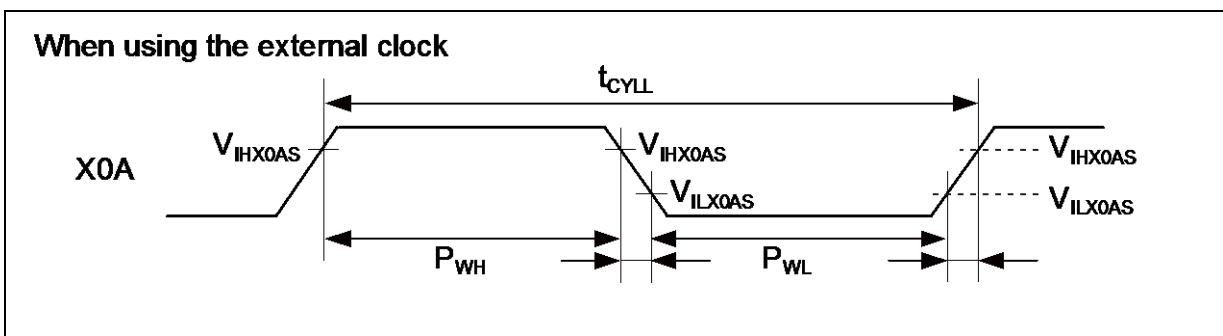 When using the external clock
tCYLL
VIHX0AS
VIHX0AS
VIHX0AS
X0A
VILX0AS
VILX0AS
PWH
PWL